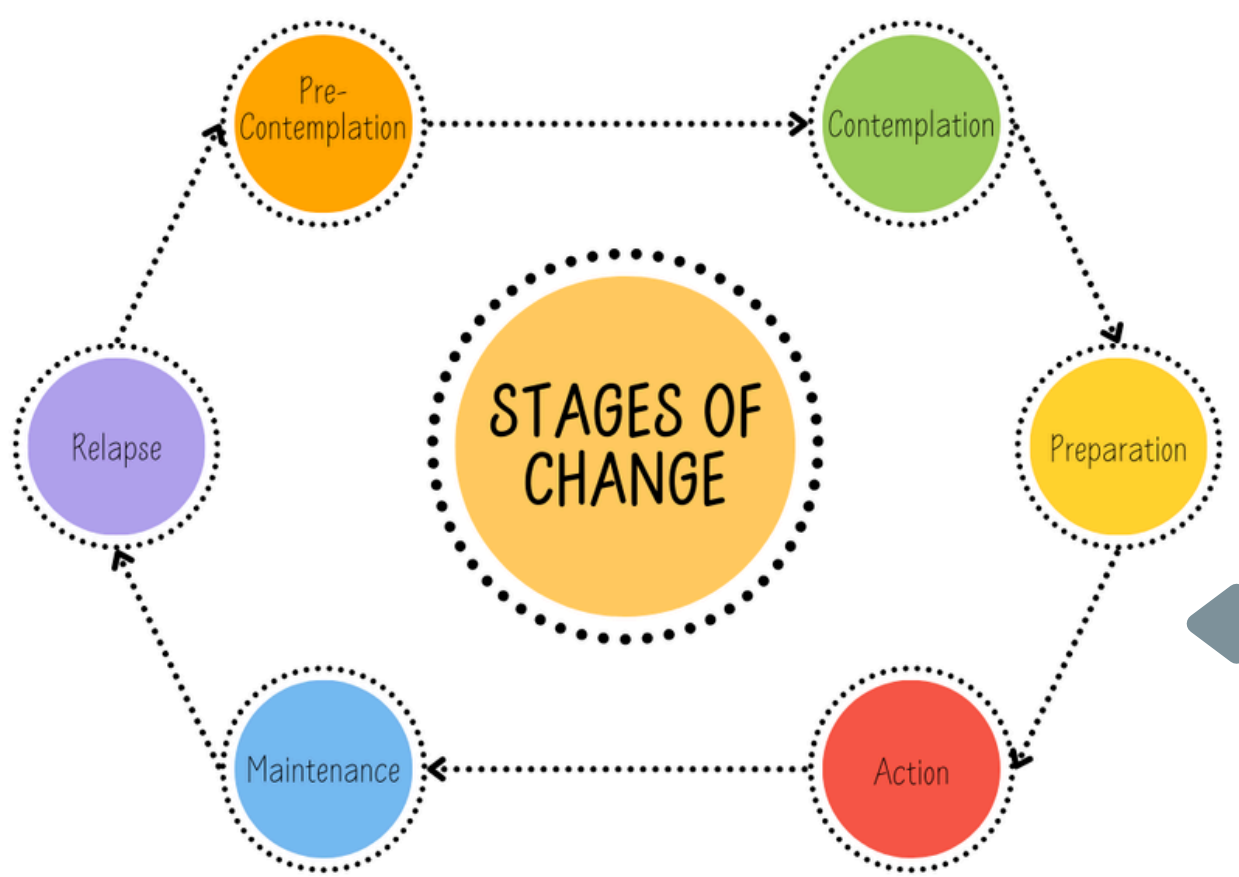 Pre-
Contemplation
Contemplation
STAGES OF
CHANGE
Relapse
Preparation
Maintenance
Action